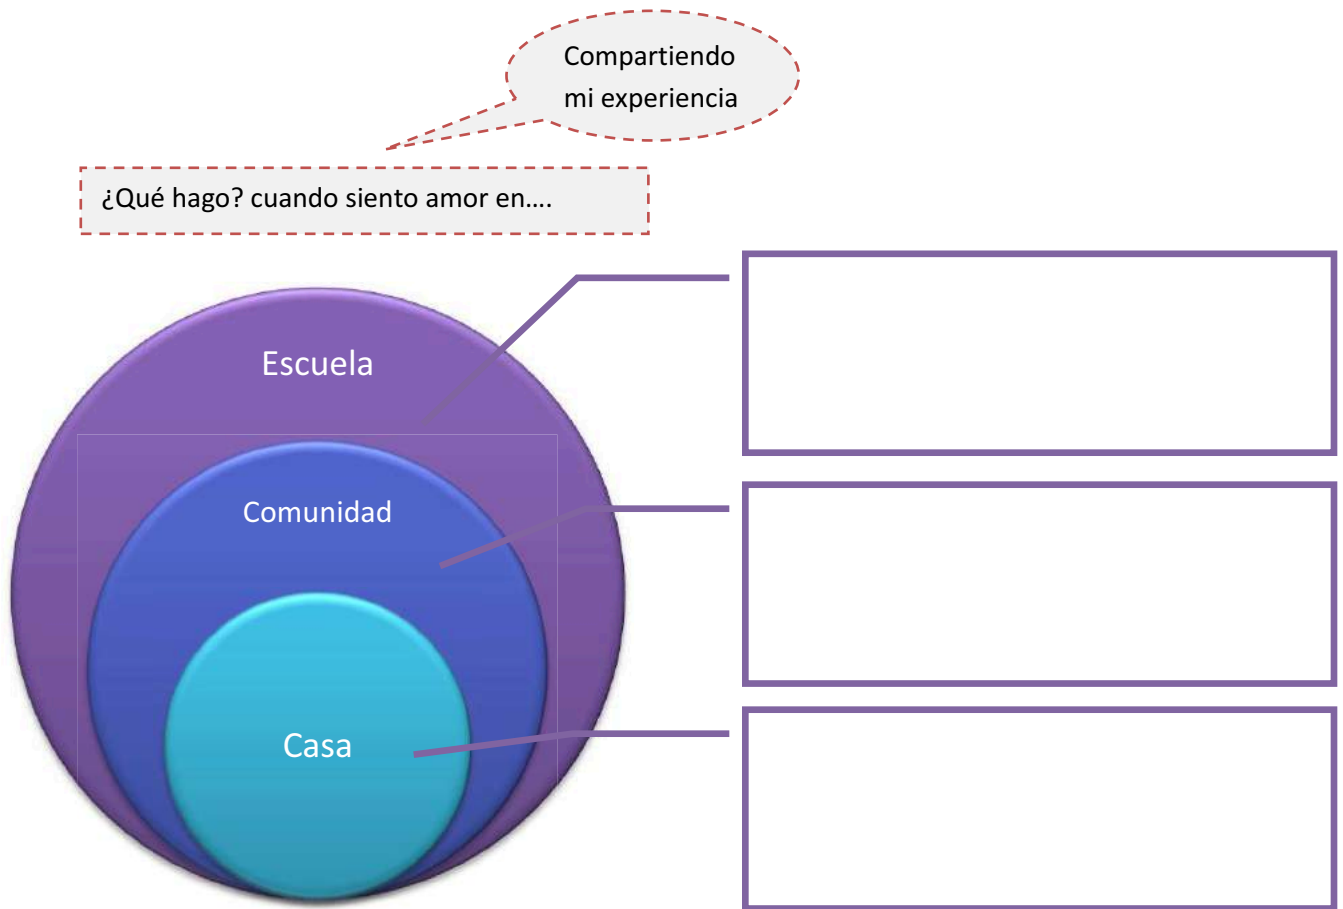 Compartiendo
mi experiencia
¿Qué hago? cuando siento amor en....
Escuela
Comunidad
Casa